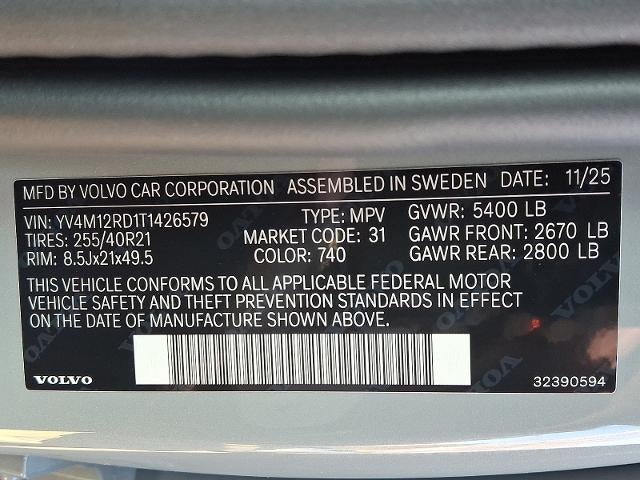 MFD BY VOLVO CAR CORPORATION ASSEMBLED IN SWEDEN DATE: 11/25
VIN: YV4M12RD1T1426579 TYPE: MPV GVWR: 5400 LB
TIRES: 255/40R21 MARKET CODE: 31 GAWR FRONT: 2670 LB
RIM: 8.5Jx21x49.5 COLOR: 740 GAWR REAR: 2800 LB
THIS VEHICLE CONFORMS TO ALL APPLICABLE FEDERAL MOTOR
VEHICLE SAFETY AND THEFT PREVENTION STANDARDS IN EFFECT
ON THE DATE OF MANUFACTURE SHOWN ABOVE.
VOLVO 32390594